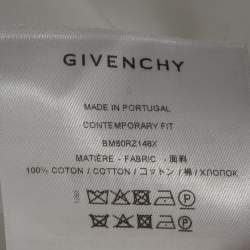 GIVENCHY
MADE IN PORTUGAL
CONTEMPORARY FIT
BM80RZ146X
MATIÈRE - FABRIC - 面料
100% COTON / COTTON / コットン / 棉 / ХЛОПОК